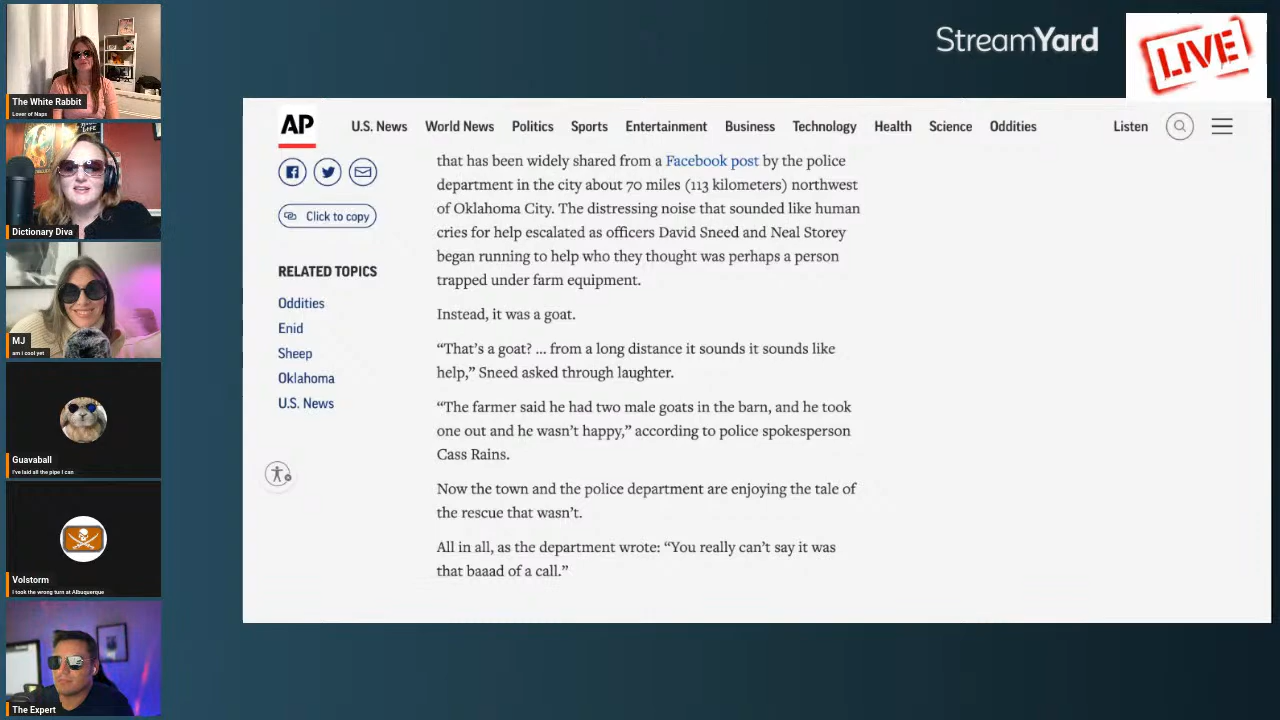 The White Rabbit
Lover of Naps
Dictionary Diva
MJ
am i cool yet
Guavaball
I've laid all the pipe I can
Volstorm
I took the wrong turn at Albuquerque
The Expert
StreamYard
LIVE
AP
U.S. News World News Politics Sports Entertainment Business Technology Health Science Oddities Listen
Click to copy
RELATED TOPICS
Oddities
Enid
Sheep
Oklahoma
U.S. News
that has been widely shared from a Facebook post by the police
department in the city about 70 miles (113 kilometers) northwest
of Oklahoma City. The distressing noise that sounded like human
cries for help escalated as officers David Sneed and Neal Storey
began running to help who they thought was perhaps a person
trapped under farm equipment.
Instead, it was a goat.
“That’s a goat? ... from a long distance it sounds it sounds like
help,” Sneed asked through laughter.
“The farmer said he had two male goats in the barn, and he took
one out and he wasn’t happy,” according to police spokesperson
Cass Rains.
Now the town and the police department are enjoying the tale of
the rescue that wasn’t.
All in all, as the department wrote: “You really can’t say it was
that baaad of a call.”